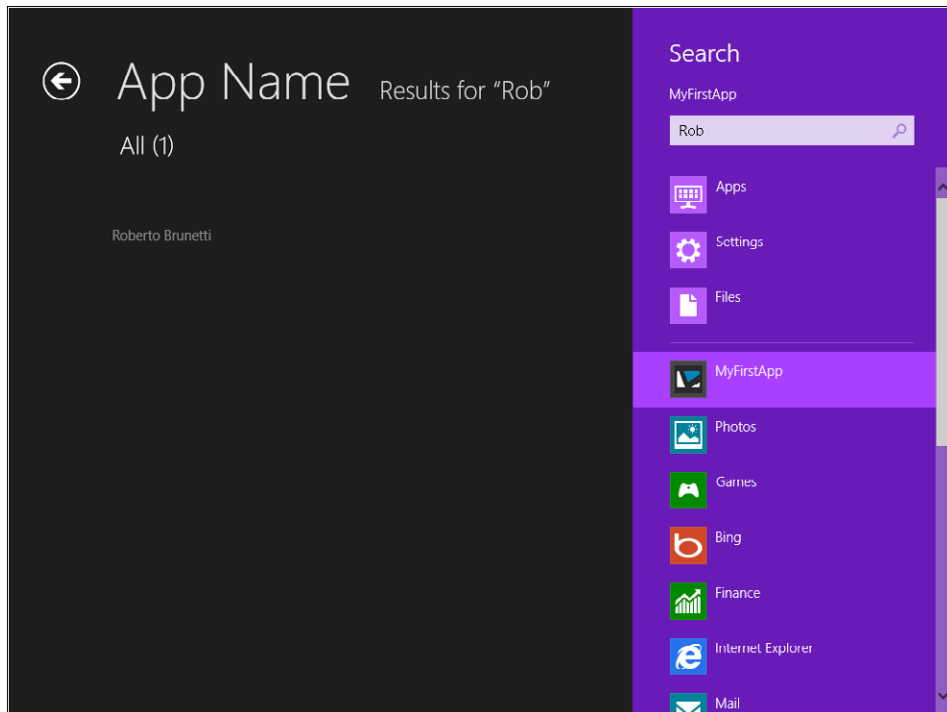 App Name Results for “Rob”
All (1)
Roberto Brunetti
Search
MyFirstApp
Rob
Apps
Settings
Files
MyFirstApp
Photos
Games
Bing
Finance
Internet Explorer
Mail